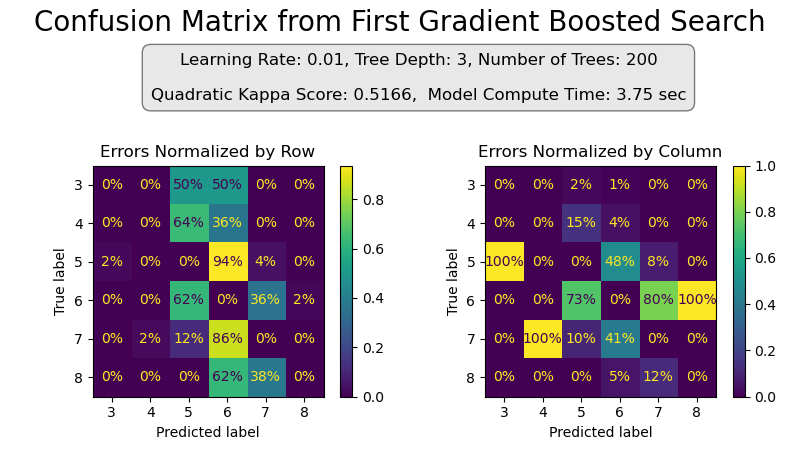 Confusion Matrix from First Gradient Boosted Search
Learning Rate: 0.01, Tree Depth: 3, Number of Trees: 200
Quadratic Kappa Score: 0.5166,  Model Compute Time: 3.75 sec
Errors Normalized by Row
True label
3 0% 0% 50% 50% 0% 0%
4 0% 0% 64% 36% 0% 0%
5 2% 0% 0% 94% 4% 0%
6 0% 0% 62% 0% 36% 2%
7 0% 2% 12% 86% 0% 0%
8 0% 0% 0% 62% 38% 0%
3 4 5 6 7 8
Predicted label
0.8
0.6
0.4
0.2
0.0
Errors Normalized by Column
True label
3 0% 0% 2% 1% 0% 0%
4 0% 0% 15% 4% 0% 0%
5 100% 0% 0% 48% 8% 0%
6 0% 0% 73% 0% 80% 100%
7 0% 100% 10% 41% 0% 0%
8 0% 0% 0% 5% 12% 0%
3 4 5 6 7 8
Predicted label
1.0
0.8
0.6
0.4
0.2
0.0